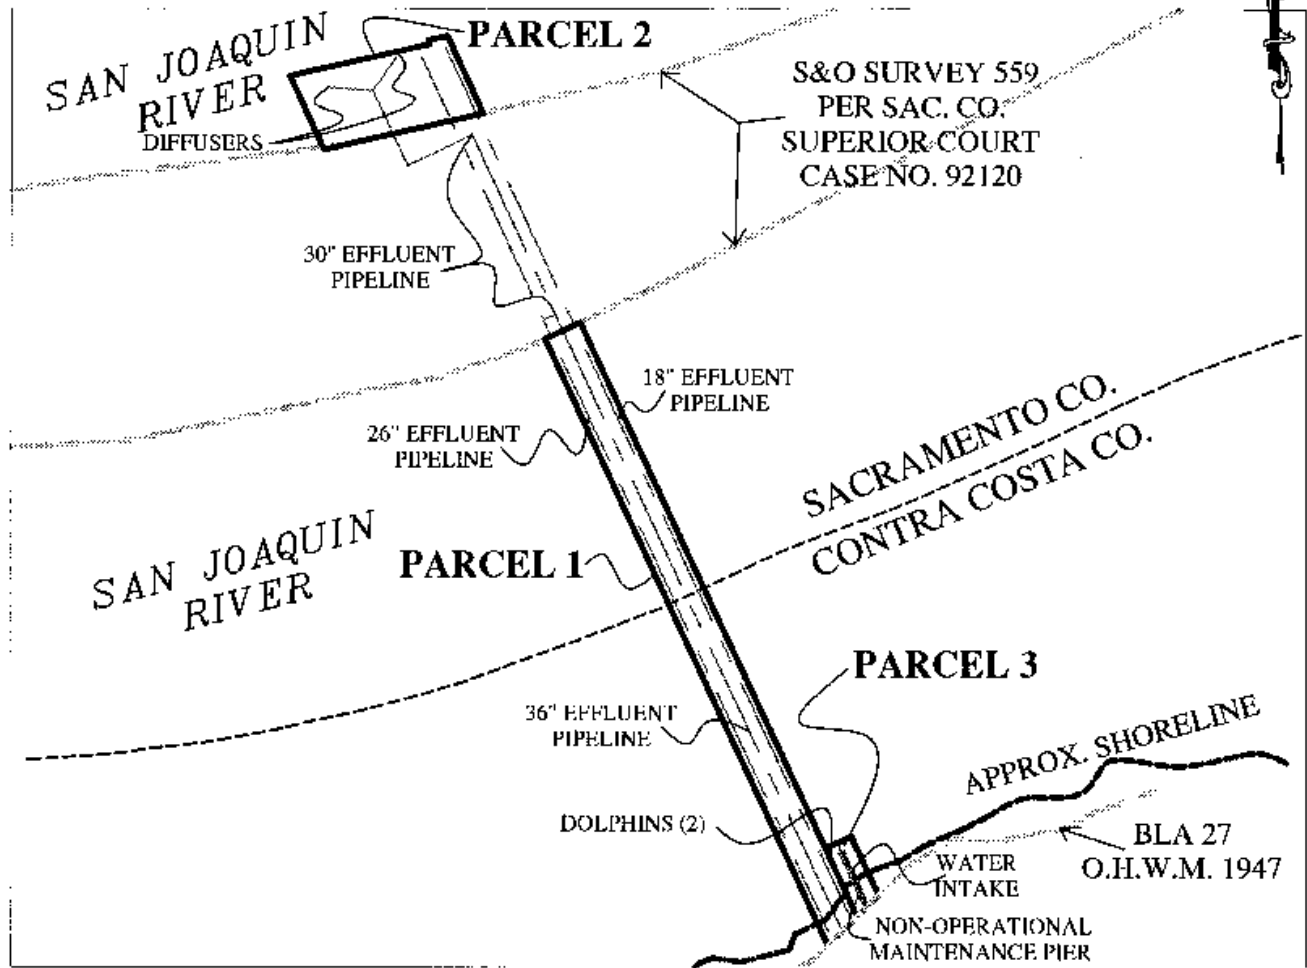 SAN JOAQUIN
RIVER
PARCEL 2
DIFFUSERS
S&O SURVEY 559
PER SAC. CO.
SUPERIOR COURT
CASE NO. 92120
30" EFFLUENT
PIPELINE
18" EFFLUENT
PIPELINE
26" EFFLUENT
PIPELINE
SACRAMENTO CO.
CONTRA COSTA CO.
SAN JOAQUIN
RIVER
PARCEL 1
PARCEL 3
36" EFFLUENT
PIPELINE
APPROX. SHORELINE
DOLPHINS (2)
BLA 27
O.H.W.M. 1947
WATER
INTAKE
NON-OPERATIONAL
MAINTENANCE PIER